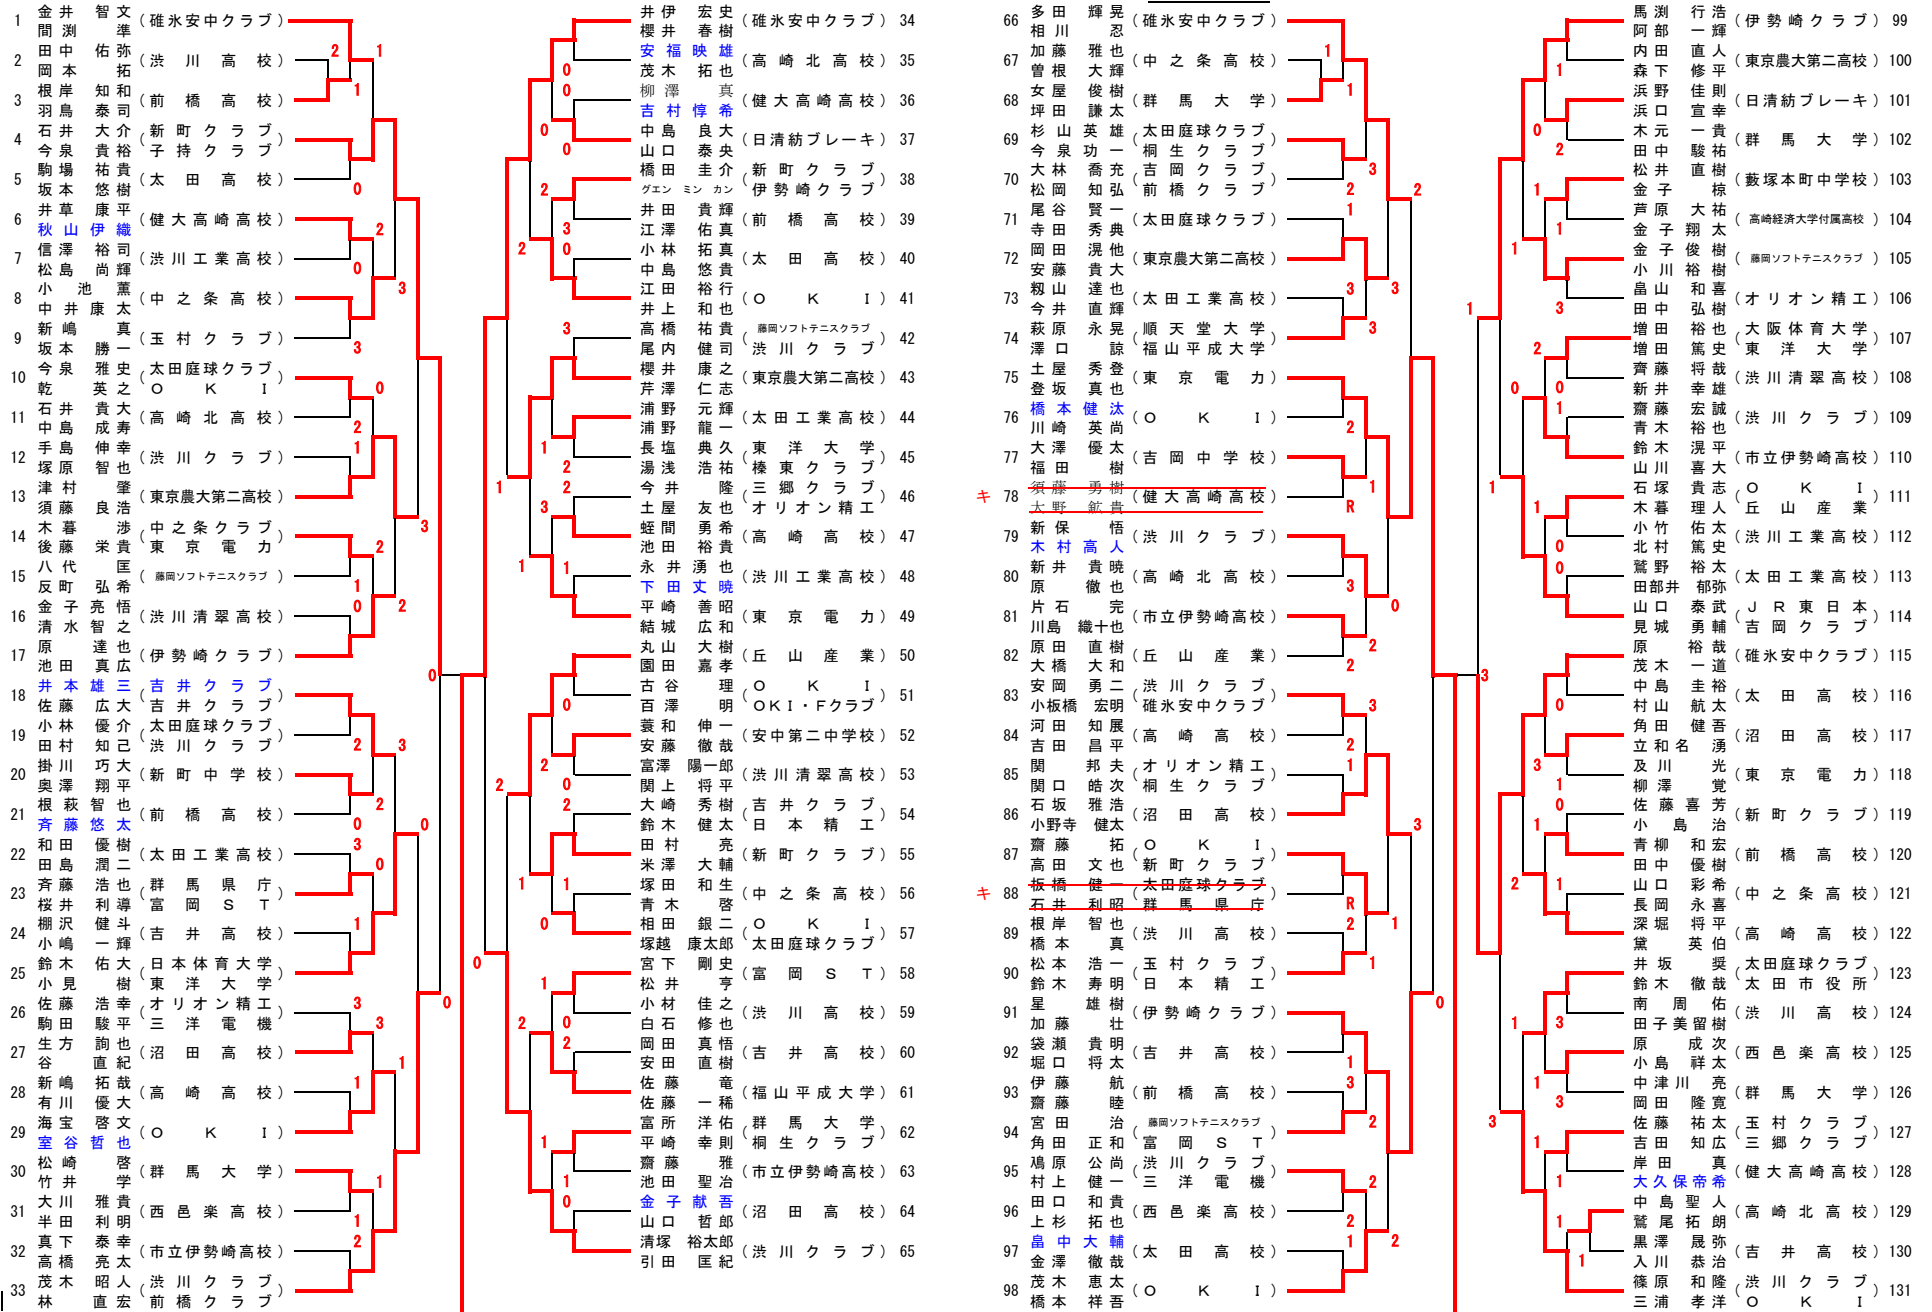 金井 智文
1 (碓氷安中クラブ)
間渕 準
田中 佑弥
2 (渋川高校)
岡本 拓
根岸 知和
3 (前橋高校)
羽鳥 泰司
石井 大介 新町クラブ
4
今泉 貴裕 子持クラブ
駒場 祐貴
5 (太田高校)
坂本 悠樹
井草 康平
6 (健大高崎高校)
秋山伊織
信澤 裕司
7 (渋川工業高校)
松島 尚輝
小池 薫
8 (中之条高校)
中井康太
新嶋 真
9 (玉村クラブ)
坂本 勝一
今泉 雅史 太田庭球クラブ
10
乾 英之 OKI
石井 貴大
11 (高崎北高校)
中島 成寿
手島 伸幸
12 (渋川クラブ)
塚原 智也
津村 肇
13 (東京農大第二高校)
須藤 良浩
木暮 渉 中之条クラブ
14
後藤 栄貴 東京電力
八代 匡
15 (藤岡ソフトテニスクラブ)
反町 弘希
金子亮悟
16 (渋川清翠高校)
清水智之
原 達也
17 (伊勢崎クラブ)
池田 真広
井本雄三 吉井クラブ
18
佐藤 広大 吉井クラブ
小林 優介 太田庭球クラブ
19
田村 知己 渋川クラブ
掛川 巧大
20 (新町中学校)
奥澤 翔平
根萩智也
21 (前橋高校)
斉藤悠太
和田 優樹
22 (太田工業高校)
田島 潤二
斉藤 浩也 群馬県庁
23
桜井 利導 富岡ST
棚沢 健斗
24 (吉井高校)
小嶋 一輝
鈴木 佑大 日本体育大学
25
小見 樹 東洋大学
佐藤 浩幸 オリオン精工
26
駒田 駿平 三洋電機
生方 詢也
27 (沼田高校)
谷 直紀
新嶋 拓哉
28 (高崎高校)
有川 優大
海宝 啓文
29 (OKI)
室谷哲也
松崎 啓
30 (群馬大学)
竹井 学
大川 雅貴
31 (西邑楽高校)
半田 利明
真下 泰幸
32 (市立伊勢崎高校)
高橋 亮太
茂木 昭人 渋川クラブ
33
林 直宏 前橋クラブ
井伊 宏史
(碓氷安中クラブ) 34
櫻井 春樹
安福映雄
(高崎北高校) 35
茂木 拓也
柳澤 真
(健大高崎高校) 36
吉村惇希
中島 良大
(日清紡ブレーキ) 37
山口 泰央
橋田 圭介 新町クラブ
38
グエン ミン カン 伊勢崎クラブ
井田 貴輝
(前橋高校) 39
江澤 佑真
小林 拓真
(太田高校) 40
中島 悠貴
江田 裕行
(OKI) 41
井上 和也
高橋 祐貴 藤岡ソフトテニスクラブ
42
尾内 健司 渋川クラブ
櫻井 康之
(東京農大第二高校) 43
芹澤 仁志
浦野 元輝
(太田工業高校) 44
浦野 龍一
長塩 典久 東洋大学
45
湯浅 浩祐 榛東クラブ
今井 隆 三郷クラブ
46
土屋 友也 オリオン精工
蛭間 勇希
(高崎高校) 47
池田 裕貴
永井 湧也
(渋川工業高校) 48
下田丈暁
平崎 善昭
(東京電力) 49
結城 広和
丸山 大樹
(丘山産業) 50
園田 嘉孝
古谷 理 OKI
51
百澤 明 OKI・Fクラブ
蓑和 伸一
(安中第二中学校) 52
安藤 徹哉
富澤 陽一郎
(渋川清翠高校) 53
関上 将平
大崎 秀樹 吉井クラブ
54
鈴木 健太 日本精工
田村 亮
(新町クラブ) 55
米澤 大輔
塚田 和生
(中之条高校) 56
青木 啓
相田 銀二 OKI
57
塚越 康太郎 太田庭球クラブ
宮下 剛史
(富岡ST) 58
松井 亨
小材 佳之
(渋川高校) 59
白石 修也
岡田 真悟
(吉井高校) 60
安田 直樹
佐藤 竜
(福山平成大学) 61
佐藤 一稀
富所 洋佑 群馬大学
62
平崎 幸則 桐生クラブ
齋藤 雅
(市立伊勢崎高校) 63
池田 聖治
金子献吾
(沼田高校) 64
山口 哲郎
清塚 裕太郎
(渋川クラブ) 65
引田 匡紀
多田 輝晃
66 (碓氷安中クラブ)
相川 忍
加藤 雅也
67 (中之条高校)
曽根 大輝
女屋 俊樹
68 (群馬大学)
坪田 謙太
杉山英雄 太田庭球クラブ
69
今泉功一 桐生クラブ
大林 喬充 吉岡クラブ
70
松岡 知弘 前橋クラブ
尾谷 賢一
71 (太田庭球クラブ)
寺田 秀典
岡田 滉他
72 (東京農大第二高校)
安藤 貴大
籾山 達也
73 (太田工業高校)
今井 直輝
萩原 永晃 順天堂大学
74
澤口 諒 福山平成大学
土屋 秀登
75 (東京電力)
登坂 真也
橋本健汰
76 (OKI)
川崎 英尚
大澤 優太
77 (吉岡中学校)
福田 樹
須藤 勇樹
キ 78 (健大高崎高校)
大野 鉱貴
新保 悟
79 (渋川クラブ)
木村高人
新井 貴暁
80 (高崎北高校)
原 徹也
片石 完
81 (市立伊勢崎高校)
川島 織十也
原田 直樹
82 (丘山産業)
大橋 大和
安岡 勇二 渋川クラブ
83
小板橋 宏明 碓氷安中クラブ
河田 知展
84 (高崎高校)
吉田 昌平
関 邦夫 オリオン精工
85
関口 皓次 桐生クラブ
石坂 雅浩
86 (沼田高校)
小野寺 健太
齋藤 拓 OKI
87
高田 文也 新町クラブ
板橋 健一 太田庭球クラブ
キ 88
石井 利昭 群馬県庁
根岸 智也
89 (渋川高校)
橋本 真
松本 浩一 玉村クラブ
90
鈴木 寿明 日本精工
星 雄樹
91 (伊勢崎クラブ)
加藤 壮
袋瀬 貴明
92 (吉井高校)
堀口 将太
伊藤 航
93 (前橋高校)
齋藤 睦
宮田 治 藤岡ソフトテニスクラブ
94
角田 正和 富岡ST
鳰原 公尚 渋川クラブ
95
村上 健一 三洋電機
田口 和貴
96 (西邑楽高校)
上杉 拓也
畠中大輔
97 (太田高校)
金澤 徹哉
茂木 恵太
98 (OKI)
橋本 祥吾
馬渕 行浩
(伊勢崎クラブ) 99
阿部 一輝
内田 直人
(東京農大第二高校) 100
森下 修平
浜野 佳則
(日清紡ブレーキ) 101
浜口 宣幸
木元 一貴
(群馬大学) 102
田中 駿祐
松井 直樹
(藪塚本町中学校) 103
金子 椋
芦原 大祐
(高崎経済大学付属高校) 104
金子翔太
金子俊樹
(藤岡ソフトテニスクラブ) 105
小川裕樹
畠山 和喜
(オリオン精工) 106
田中 弘樹
増田 裕也 大阪体育大学
107
増田 篤史 東洋大学
齊藤 将哉
(渋川清翠高校) 108
新井 幸雄
齋藤 宏誠
(渋川クラブ) 109
青木 裕也
鈴木 滉平
(市立伊勢崎高校) 110
山川 喜大
石塚 貴志 OKI
111
木暮 理人 丘山産業
小竹 佑太
(渋川工業高校) 112
北村 篤史
鷲野 裕太
(太田工業高校) 113
田部井 郁弥
山口 泰武 JR東日本
114
見城 勇輔 吉岡クラブ
原 裕哉
(碓氷安中クラブ) 115
茂木 一道
中島 圭裕
(太田高校) 116
村山 航太
角田 健吾
(沼田高校) 117
立和名 湧
及川 光
(東京電力) 118
柳澤 覚
佐藤喜芳
(新町クラブ) 119
小島 治
青柳 和宏
(前橋高校) 120
田中 優樹
山口 彩希
(中之条高校) 121
長岡 永喜
深堀 将平
(高崎高校) 122
黛 英伯
井坂 奨 太田庭球クラブ
123
鈴木 徹哉 太田市役所
南 周佑
(渋川高校) 124
田子美留樹
原 成次
(西邑楽高校) 125
小島 祥太
中津川 亮
(群馬大学) 126
岡田 隆寛
佐藤 祐太 玉村クラブ
127
吉田 知広 三郷クラブ
岸田 真
(健大高崎高校) 128
大久保帝希
中島聖人
(高崎北高校) 129
鷲尾拓朗
黒澤 晟弥
(吉井高校) 130
入川 恭治
篠原 和隆 渋川クラブ
131
三浦 孝洋 OKI